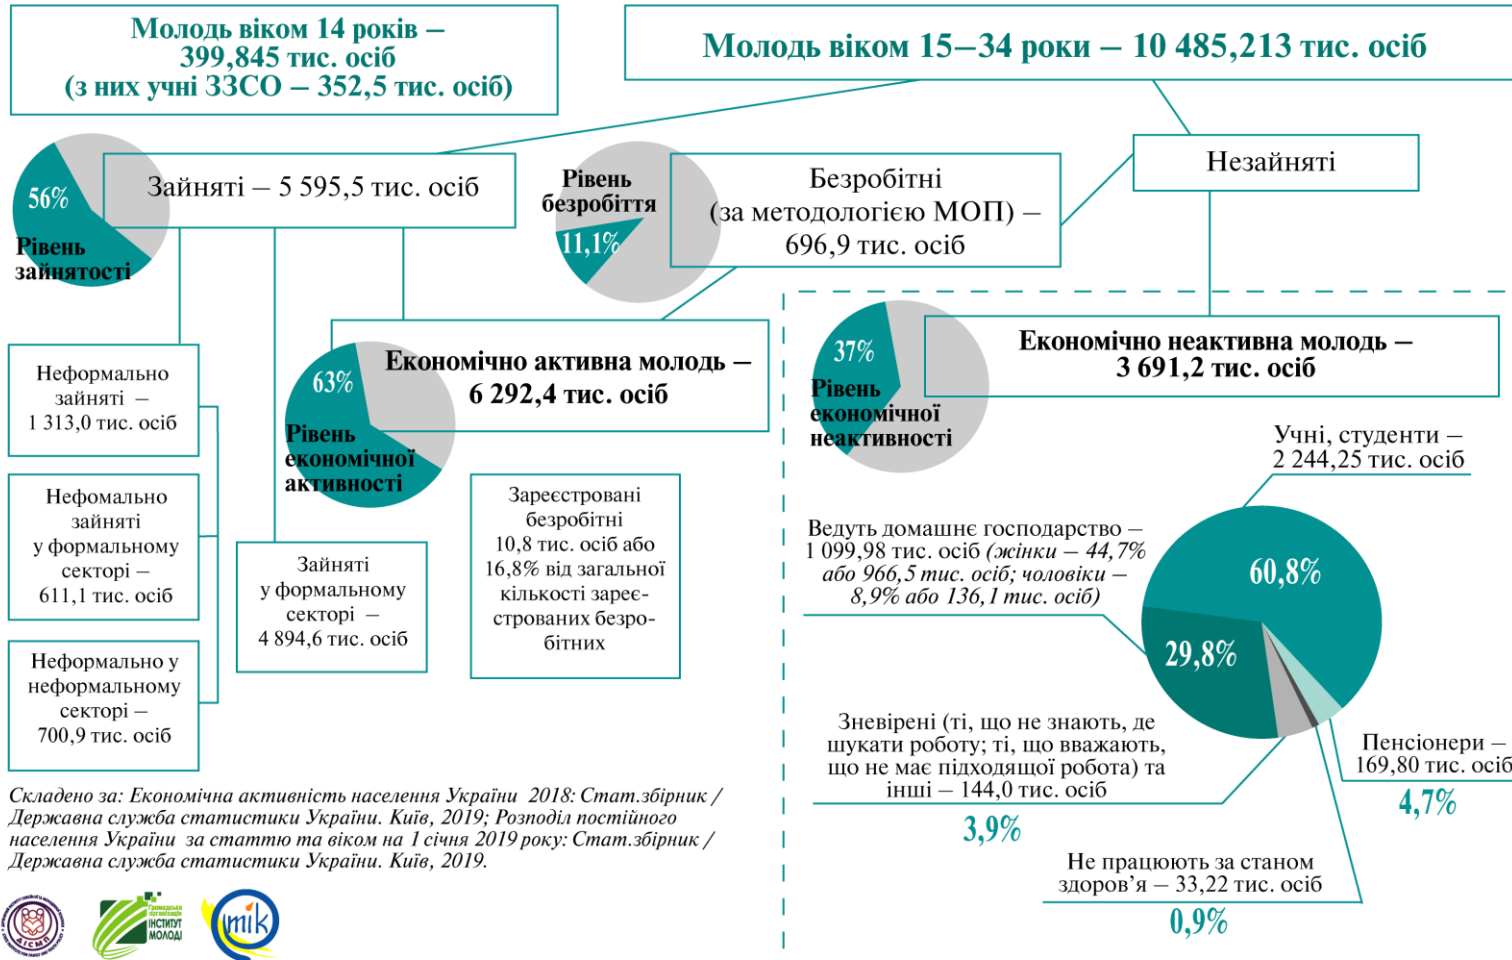 Молодь віком 14 років –
399,845 тис. осіб
(з них учні ЗЗСО – 352,5 тис. осіб)
Молодь віком 15–34 роки – 10 485,213 тис. осіб
56%
Рівень
зайнятості
Зайняті – 5 595,5 тис. осіб
Рівень
безробіття
11,1%
Безробітні
(за методологією МОП) –
696,9 тис. осіб
Незайняті
Неформально
зайняті –
1 313,0 тис. осіб
63%
Рівень
економічної
активності
Економічно активна молодь –
6 292,4 тис. осіб
37%
Рівень
економічної
неактивності
Економічно неактивна молодь –
3 691,2 тис. осіб
Нефомально
зайняті
у формальному
секторі –
611,1 тис. осіб
Зайняті
у формальному
секторі –
4 894,6 тис. осіб
Зареєстровані
безробітні
10,8 тис. осіб або
16,8% від загальної
кількості зареє-
строваних безро-
бітних
Неформально у
неформальному
секторі –
700,9 тис. осіб
Учні, студенти –
2 244,25 тис. осіб
60,8%
Ведуть домашнє господарство –
1 099,98 тис. осіб (жінки – 44,7%
або 966,5 тис. осіб; чоловіки –
8,9% або 136,1 тис. осіб)
29,8%
Зневірені (ті, що не знають, де
шукати роботу; ті, що вважають,
що не має підходящої робота) та
інші – 144,0 тис. осіб
3,9%
Пенсіонери –
169,80 тис. осіб
4,7%
Не працюють за станом
здоров’я – 33,22 тис. осіб
0,9%
Складено за: Економічна активність населення України 2018: Стат.збірник /
Державна служба статистики України. Київ, 2019; Розподіл постійного
населення України за статтю та віком на 1 січня 2019 року: Стат.збірник /
Державна служба статистики України. Київ, 2019.
ДІСМП
Громадська
організація
ІНСТИТУТ
МОЛОДІ
мік